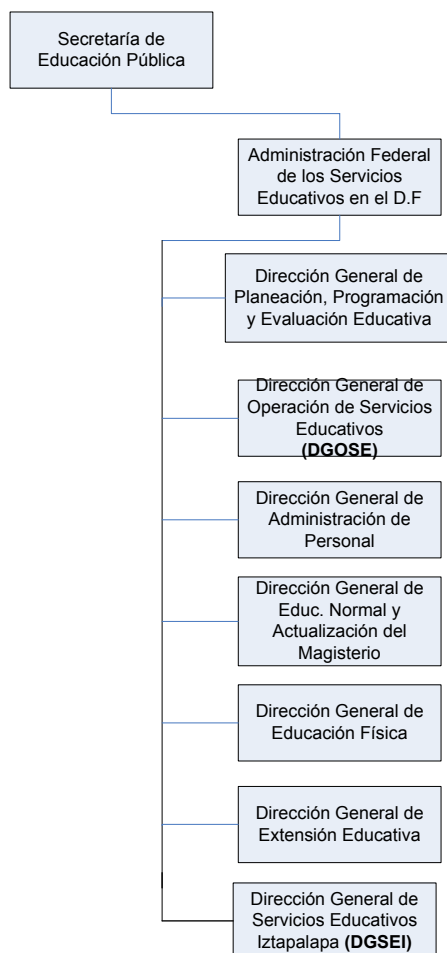 Secretaría de
Educación Pública
Administración Federal
de los Servicios
Educativos en el D.F
Dirección General de
Planeación, Programación
y Evaluación Educativa
Dirección General de
Operación de Servicios
Educativos
(DGOSE)
Dirección General de
Administración de
Personal
Dirección General de
Educ. Normal y
Actualización del
Magisterio
Dirección General de
Educación Física
Dirección General de
Extensión Educativa
Dirección General de
Servicios Educativos
Iztapalapa (DGSEI)